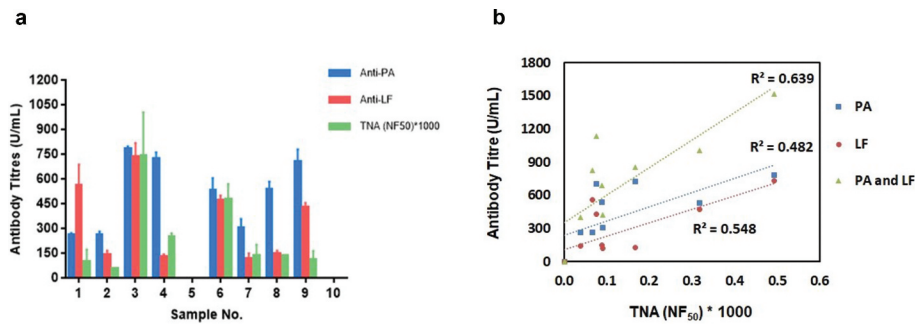 a
Antibody Titres (U/mL)
1200
1050
900
750
600
450
300
150
0
1 2 3 4 5 6 7 8 9 10
Sample No.
Anti-PA
Anti-LF
TNA (NF50)*1000
b
Antibody Titre (U/mL)
1800
1500
1200
900
600
300
0
0.0 0.1 0.2 0.3 0.4 0.5 0.6
TNA (NF₅₀) * 1000
R² = 0.639
R² = 0.482
R² = 0.548
PA
LF
PA and LF